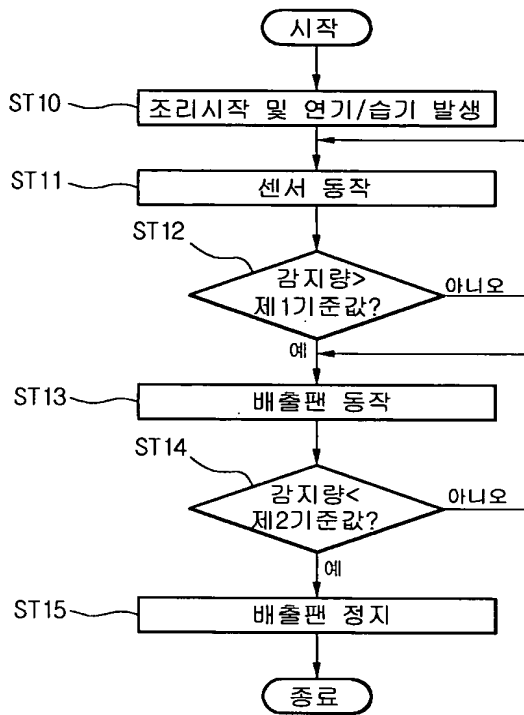 시작
ST10
조리시작 및 연기/습기 발생
ST11
센서 동작
ST12
감지량>
제1기준값?
아니오
예
ST13
배출팬 동작
ST14
감지량<
제2기준값?
아니오
예
ST15
배출팬 정지
종료